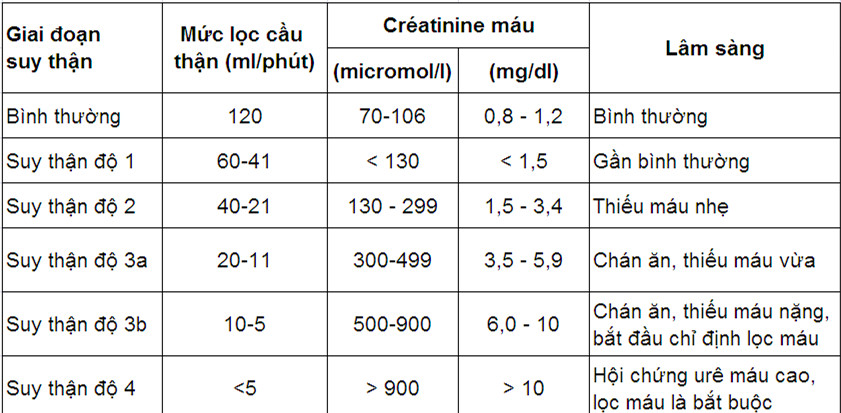 Giai đoạn suy thận | Mức lọc cầu thận (ml/phút) | Créatinine máu | Lâm sàng
(micromol/l) | (mg/dl)
Bình thường | 120 | 70-106 | 0,8 - 1,2 | Bình thường
Suy thận độ 1 | 60-41 | < 130 | < 1,5 | Gần bình thường
Suy thận độ 2 | 40-21 | 130 - 299 | 1,5 - 3,4 | Thiếu máu nhẹ
Suy thận độ 3a | 20-11 | 300-499 | 3,5 - 5,9 | Chán ăn, thiếu máu vừa
Suy thận độ 3b | 10-5 | 500-900 | 6,0 - 10 | Chán ăn, thiếu máu nặng, bắt đầu chỉ định lọc máu
Suy thận độ 4 | <5 | > 900 | > 10 | Hội chứng urê máu cao, lọc máu là bắt buộc